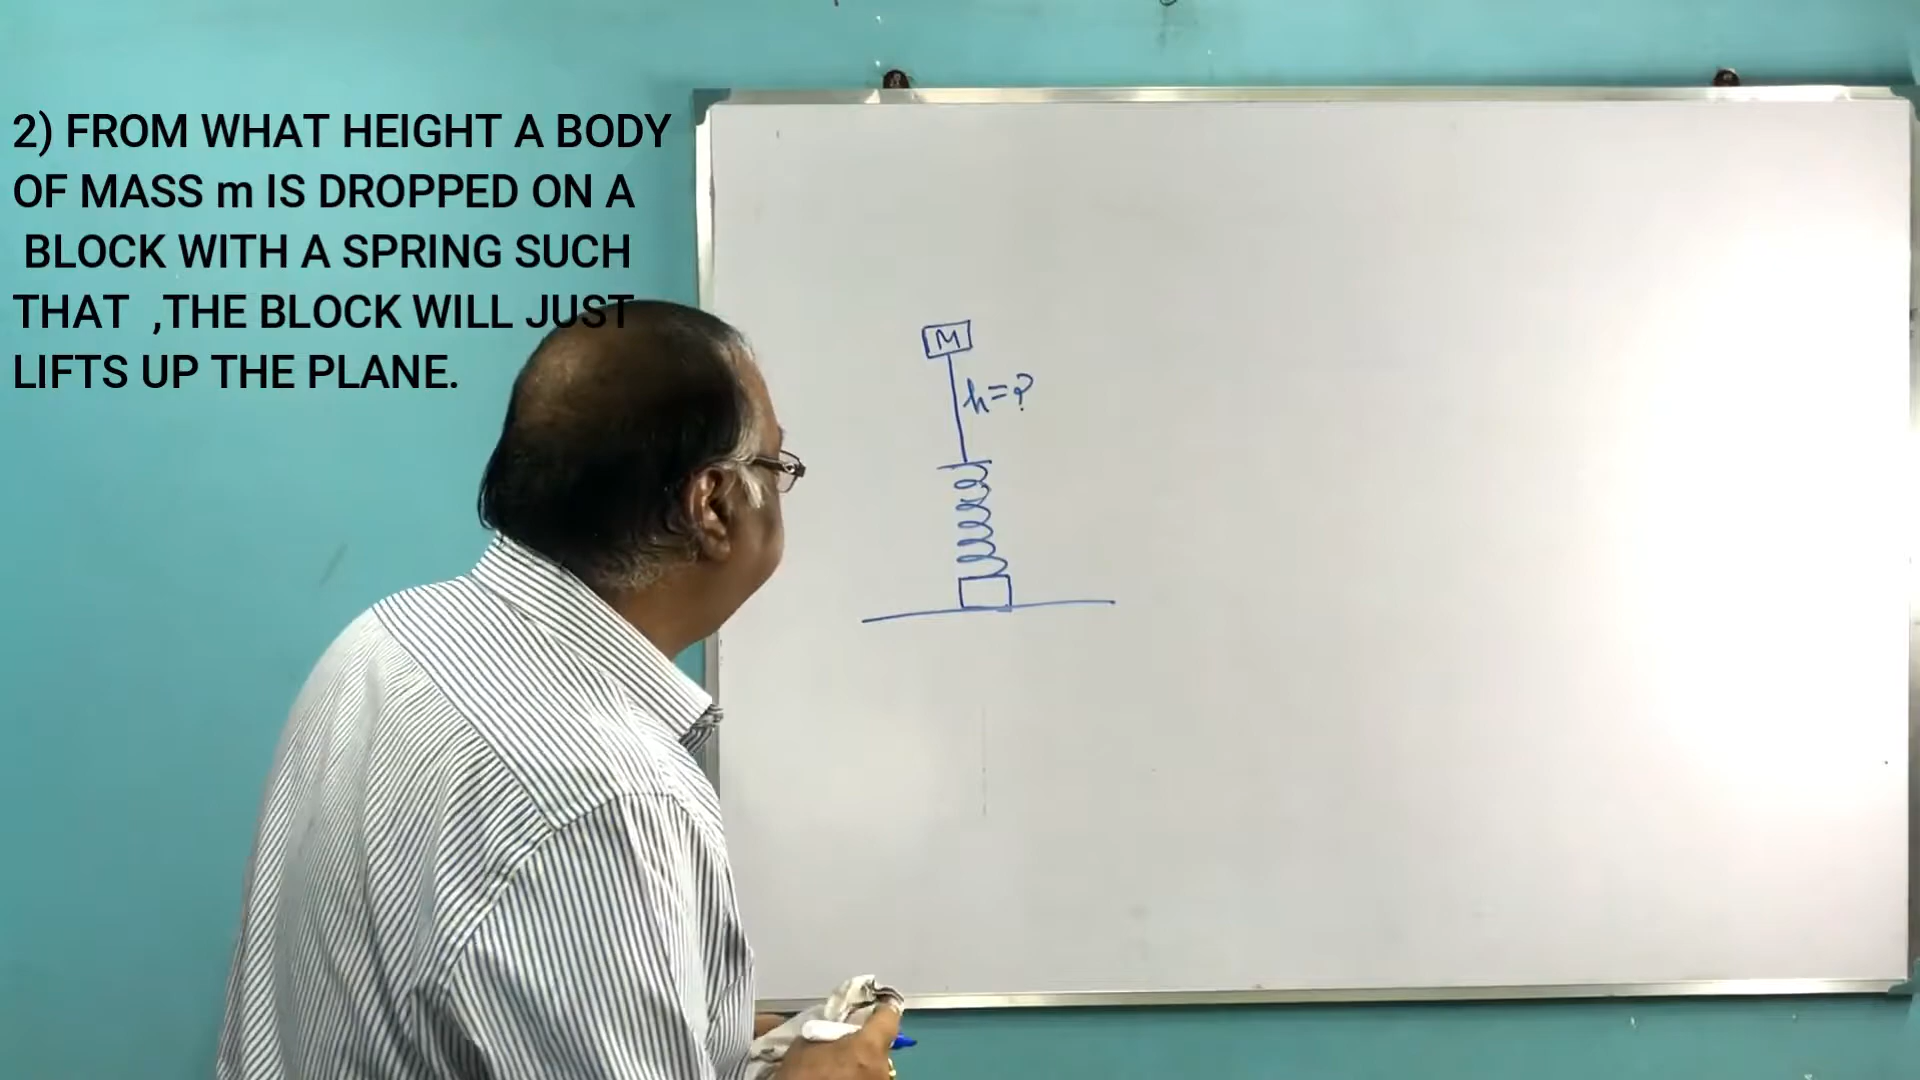 2) FROM WHAT HEIGHT A BODY
OF MASS m IS DROPPED ON A
BLOCK WITH A SPRING SUCH
THAT ,THE BLOCK WILL JUST
LIFTS UP THE PLANE.
M
h=?